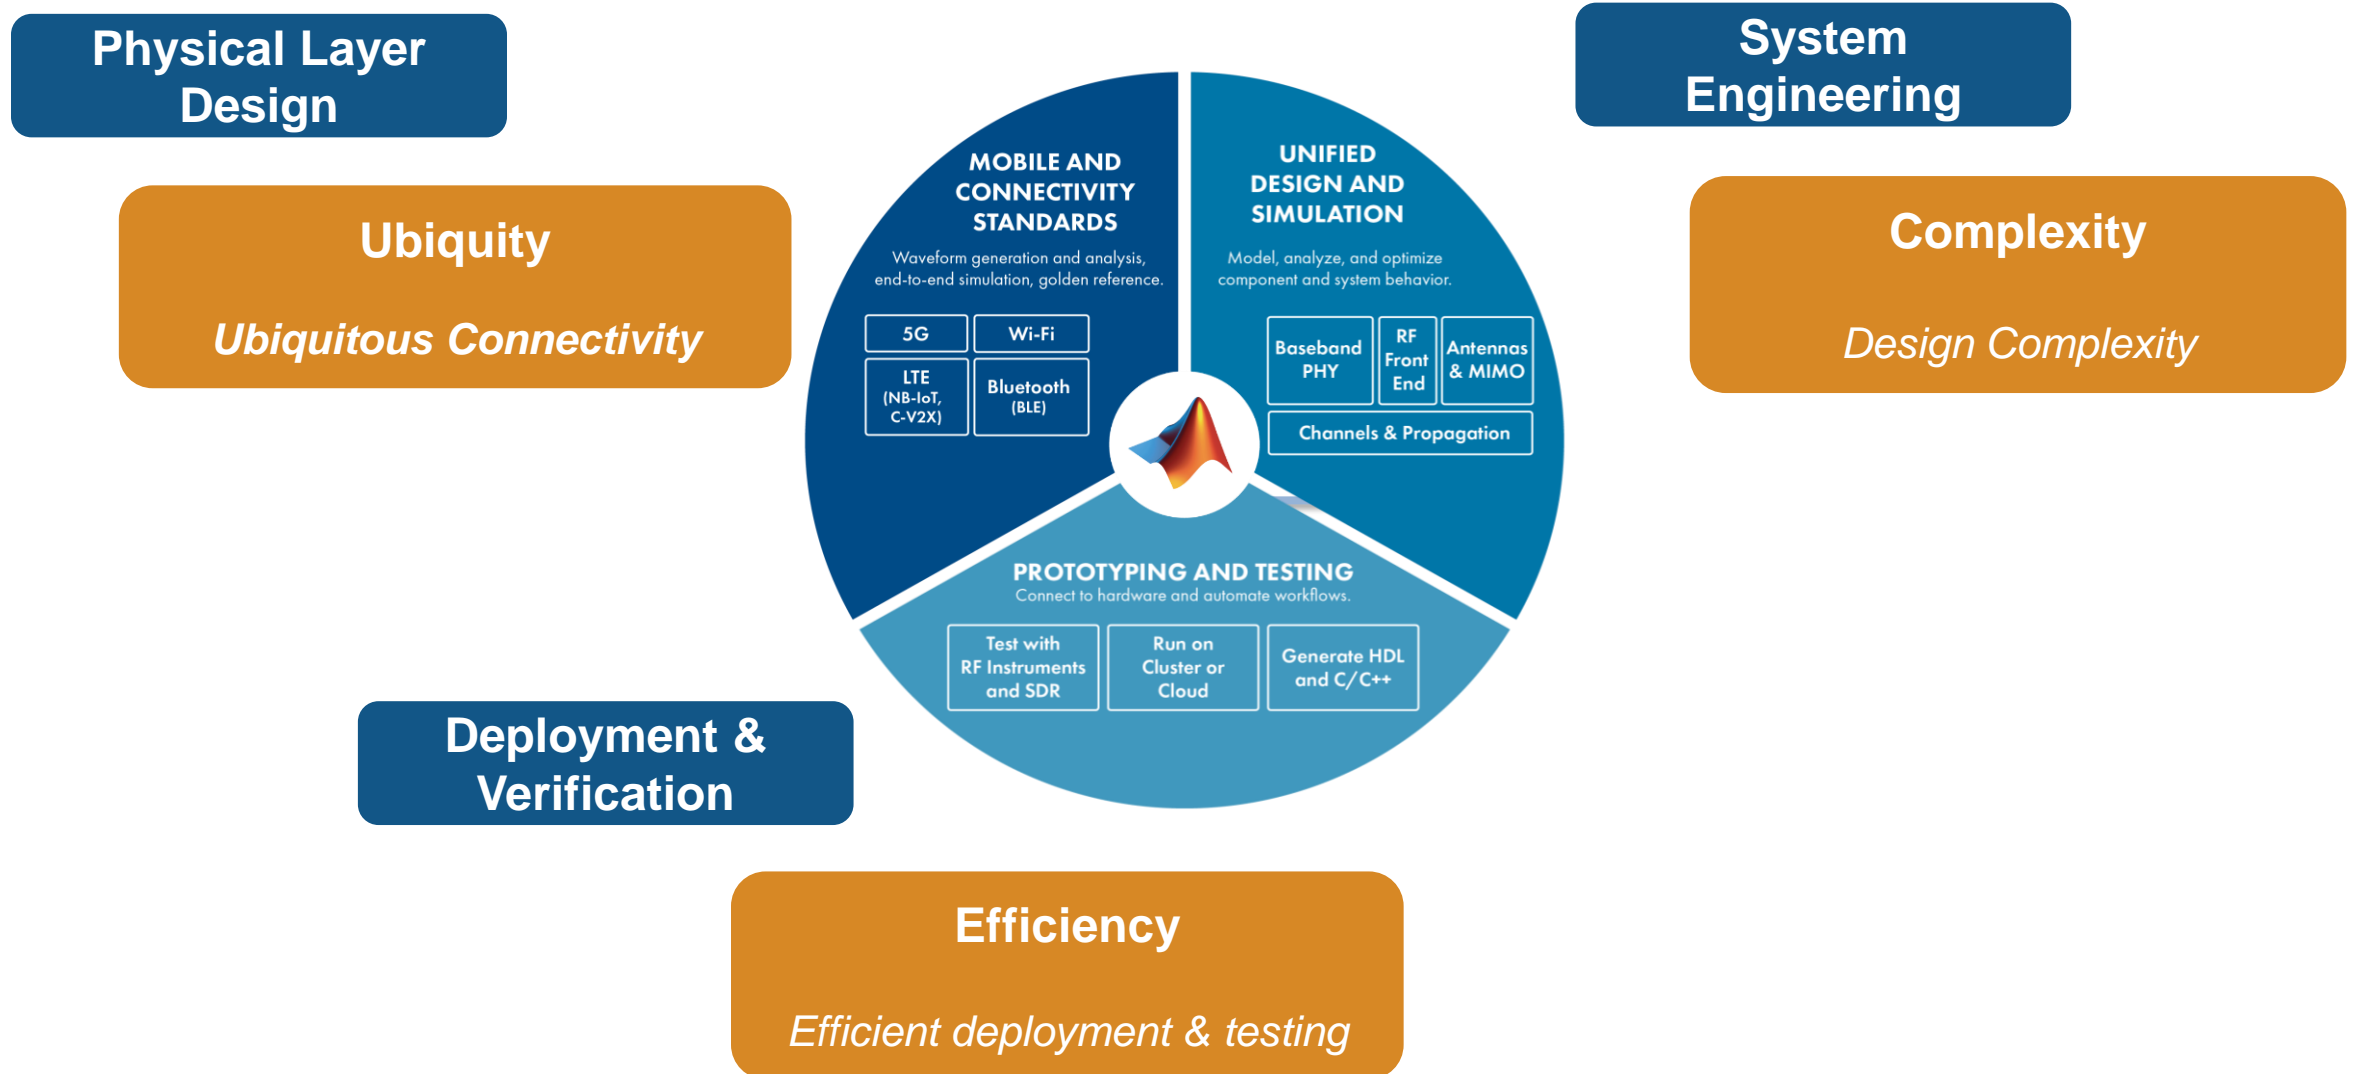 Physical Layer
Design
Ubiquity
Ubiquitous Connectivity
System
Engineering
Complexity
Design Complexity
MOBILE AND
CONNECTIVITY
STANDARDS
Waveform generation and analysis,
end-to-end simulation, golden reference.
5G
Wi-Fi
LTE
(NB-IoT,
C-V2X)
Bluetooth
(BLE)
UNIFIED
DESIGN AND
SIMULATION
Model, analyze, and optimize
component and system behavior.
Baseband
PHY
RF
Front
End
Antennas
& MIMO
Channels & Propagation
PROTOTYPING AND TESTING
Connect to hardware and automate workflows.
Test with
RF Instruments
and SDR
Run on
Cluster or
Cloud
Generate HDL
and C/C++
Deployment &
Verification
Efficiency
Efficient deployment & testing